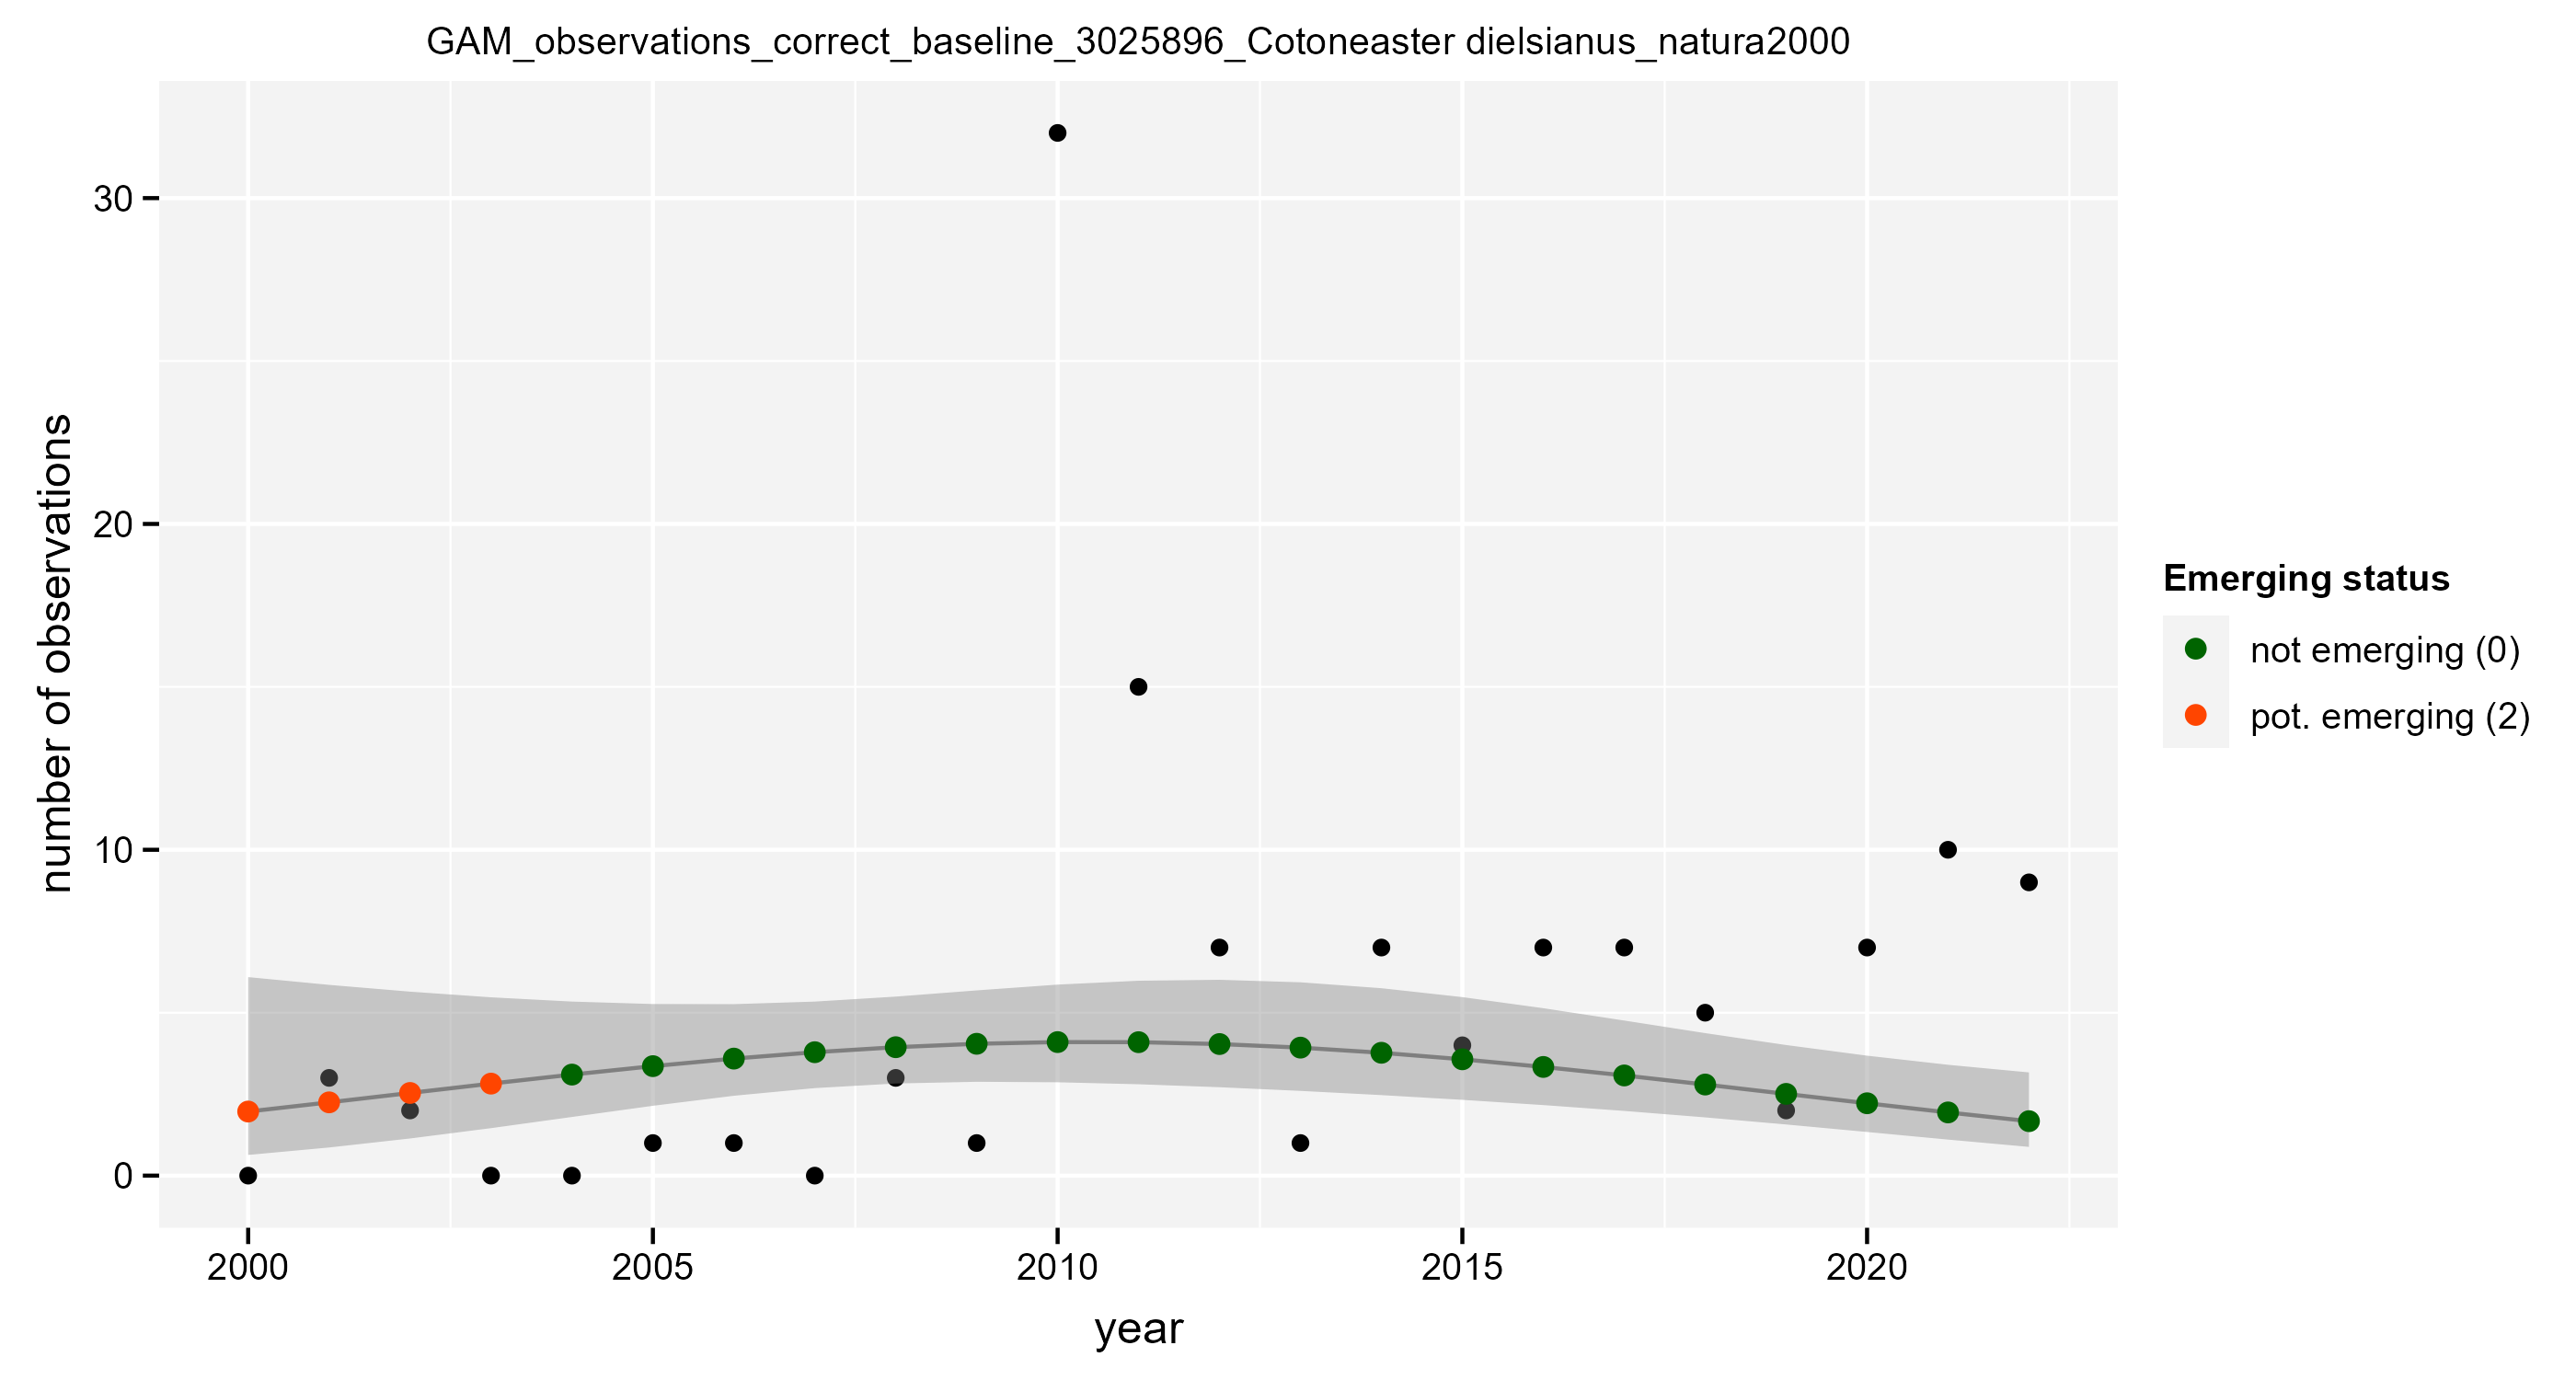 GAM_observations_correct_baseline_3025896_Cotoneaster dielsianus_natura2000
number of observations
30
20
10
0
2000 2005 2010 2015 2020
year
Emerging status
not emerging (0)
pot. emerging (2)